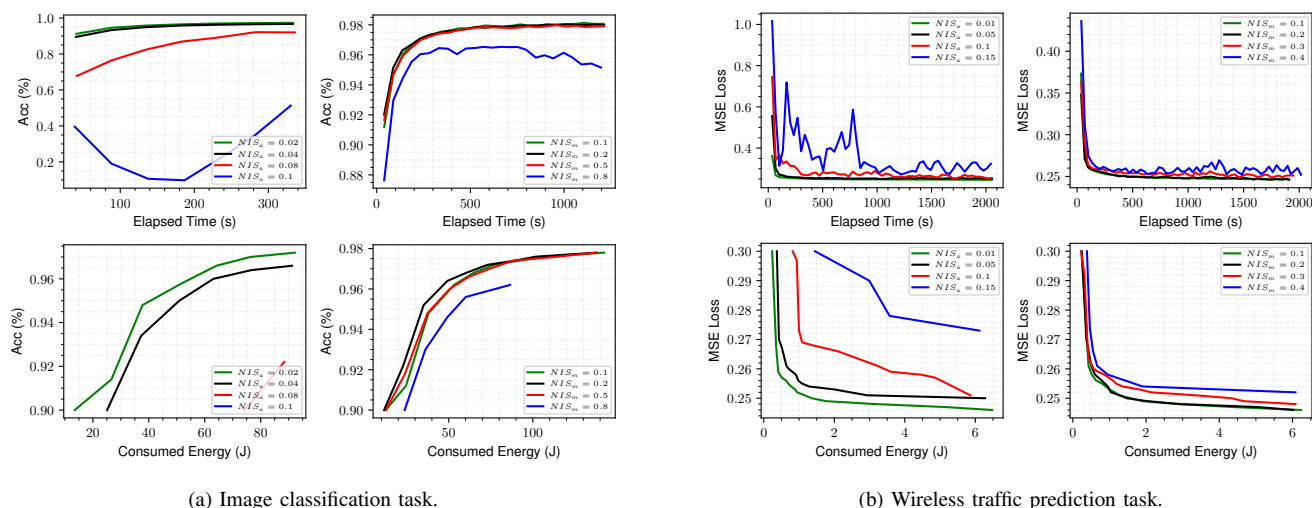 1.0
0.8
0.6
0.4
0.2
Acc (%)
100
200
300
Elapsed Time (s)
NIS_a = 0.02
NIS_a = 0.04
NIS_a = 0.08
NIS_a = 0.1
0.98
0.96
0.94
0.92
0.90
0.88
Acc (%)
0
500
1000
Elapsed Time (s)
NIS_m = 0.1
NIS_m = 0.2
NIS_m = 0.5
NIS_m = 0.8
1.0
0.8
0.6
0.4
MSE Loss
0
500
1000
1500
2000
Elapsed Time (s)
NIS_a = 0.01
NIS_a = 0.05
NIS_a = 0.1
NIS_a = 0.15
0.40
0.35
0.30
0.25
MSE Loss
0
500
1000
1500
2000
Elapsed Time (s)
NIS_m = 0.1
NIS_m = 0.2
NIS_m = 0.3
NIS_m = 0.4
0.96
0.94
0.92
0.90
Acc (%)
20
40
60
80
Consumed Energy (J)
NIS_a = 0.02
NIS_a = 0.04
NIS_a = 0.08
NIS_a = 0.1
0.98
0.96
0.94
0.92
0.90
Acc (%)
50
100
Consumed Energy (J)
NIS_m = 0.1
NIS_m = 0.2
NIS_m = 0.5
NIS_m = 0.8
0.30
0.29
0.28
0.27
0.26
0.25
MSE Loss
0
2
4
6
Consumed Energy (J)
NIS_a = 0.01
NIS_a = 0.05
NIS_a = 0.1
NIS_a = 0.15
0.30
0.29
0.28
0.27
0.26
0.25
MSE Loss
0
2
4
6
Consumed Energy (J)
NIS_m = 0.1
NIS_m = 0.2
NIS_m = 0.3
NIS_m = 0.4
(a) Image classification task.
(b) Wireless traffic prediction task.